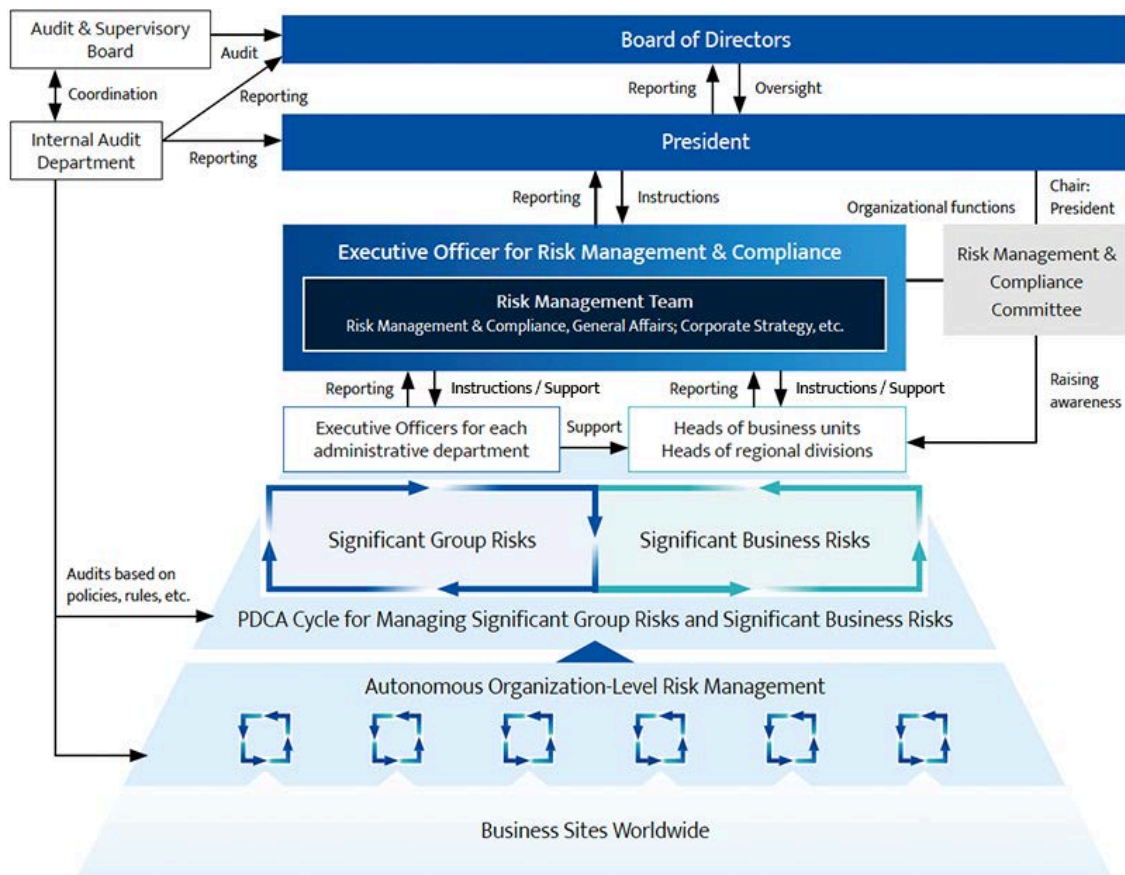 Audit & Supervisory
Board
Audit
Board of Directors
Coordination
Reporting
Reporting
Oversight
Internal Audit
Department
Reporting
President
Reporting
Instructions
Organizational functions
Chair:
President
Executive Officer for Risk Management & Compliance
Risk Management Team
Risk Management & Compliance, General Affairs; Corporate Strategy, etc.
Risk Management &
Compliance
Committee
Reporting
Instructions / Support
Reporting
Instructions / Support
Raising
awareness
Executive Officers for each
administrative department
Support
Heads of business units
Heads of regional divisions
Significant Group Risks
Significant Business Risks
Audits based on
policies, rules, etc.
PDCA Cycle for Managing Significant Group Risks and Significant Business Risks
Autonomous Organization-Level Risk Management
Business Sites Worldwide